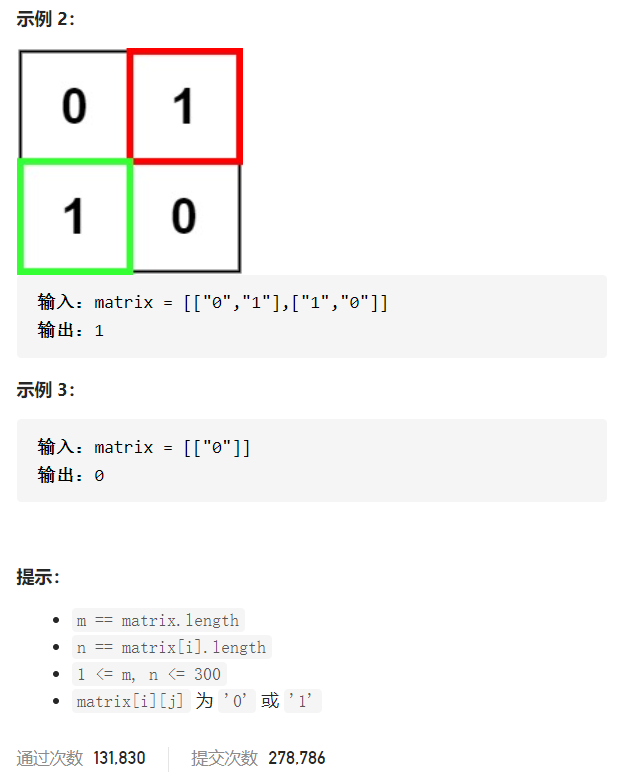 示例 2：
0 1
1 0
输入：matrix = [["0","1"],["1","0"]]
输出：1
示例 3：
输入：matrix = [["0"]]
输出：0
提示：
m == matrix.length
n == matrix[i].length
1 <= m, n <= 300
matrix[i][j] 为 '0' 或 '1'
通过次数 131,830 提交次数 278,786